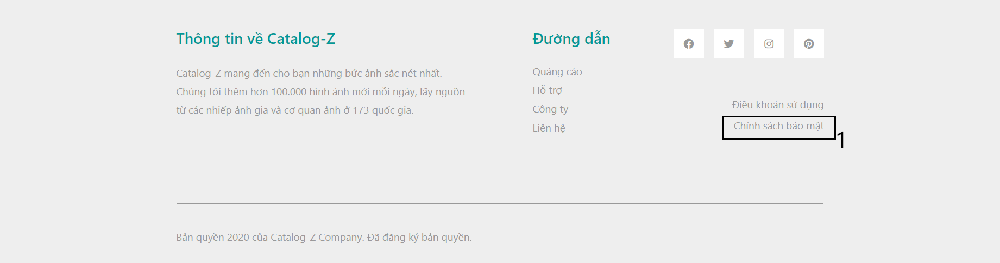 Thông tin về Catalog-Z
Catalog-Z mang đến cho bạn những bức ảnh sắc nét nhất.
Chúng tôi thêm hơn 100.000 hình ảnh mới mỗi ngày, lấy nguồn
từ các nhiếp ảnh gia và cơ quan ảnh ở 173 quốc gia.
Đường dẫn
Quảng cáo
Hỗ trợ
Công ty
Liên hệ
Điều khoản sử dụng
Chính sách bảo mật
1
Bản quyền 2020 của Catalog-Z Company. Đã đăng ký bản quyền.